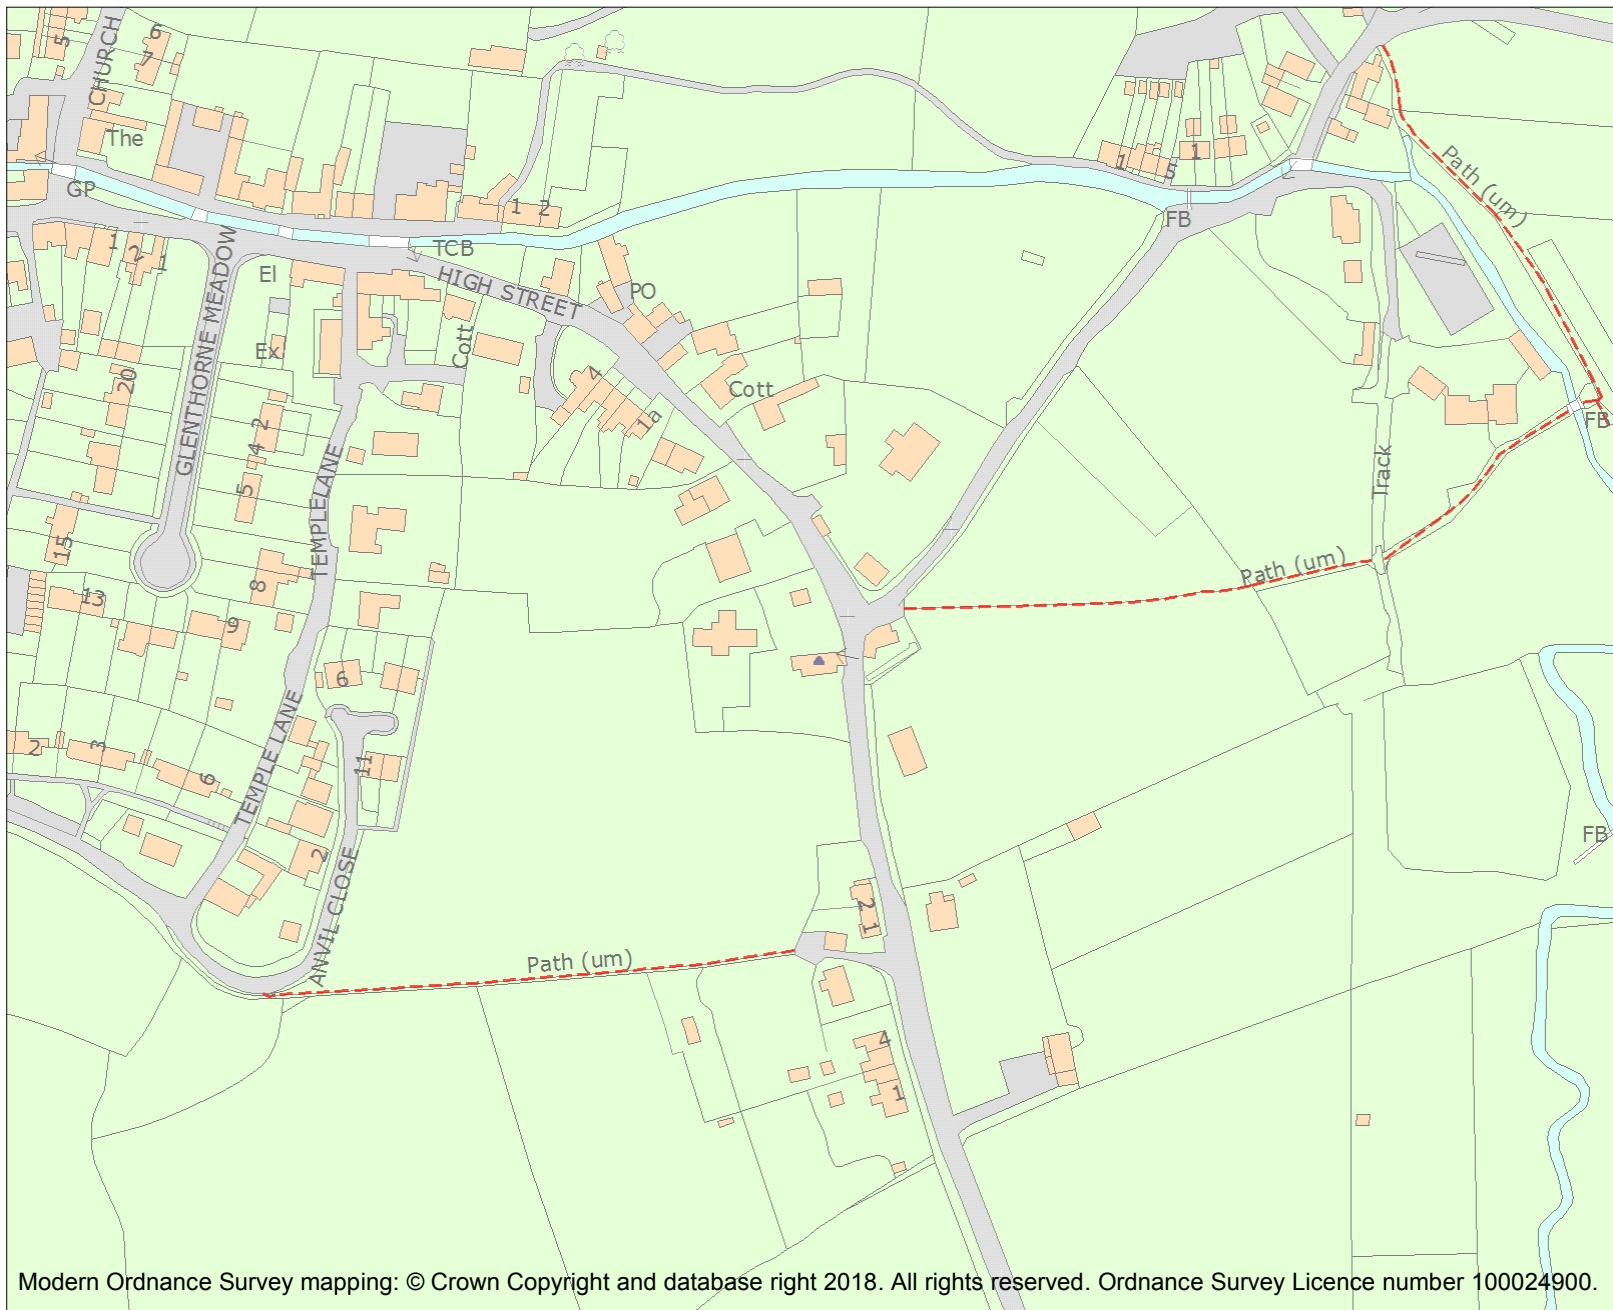 CHURCH
5
6
7
The
GP
1
2
1
El
TCB
HIGH STREET
1 2
PO
Cott
Cott
4
1a
1
5
1
FB
Path (um)
FB
Track
Path (um)
GLENTHORNE MEADOW
Ex
20
2
4
5
TEMPLELANE
15
13
8
9
6
TEMPLE LANE
2
3
6
11
2
ANVIL CLOSE
Path (um)
2
1
4
1
FB
Modern Ordnance Survey mapping: © Crown Copyright and database right 2018. All rights reserved. Ordnance Survey Licence number 100024900.